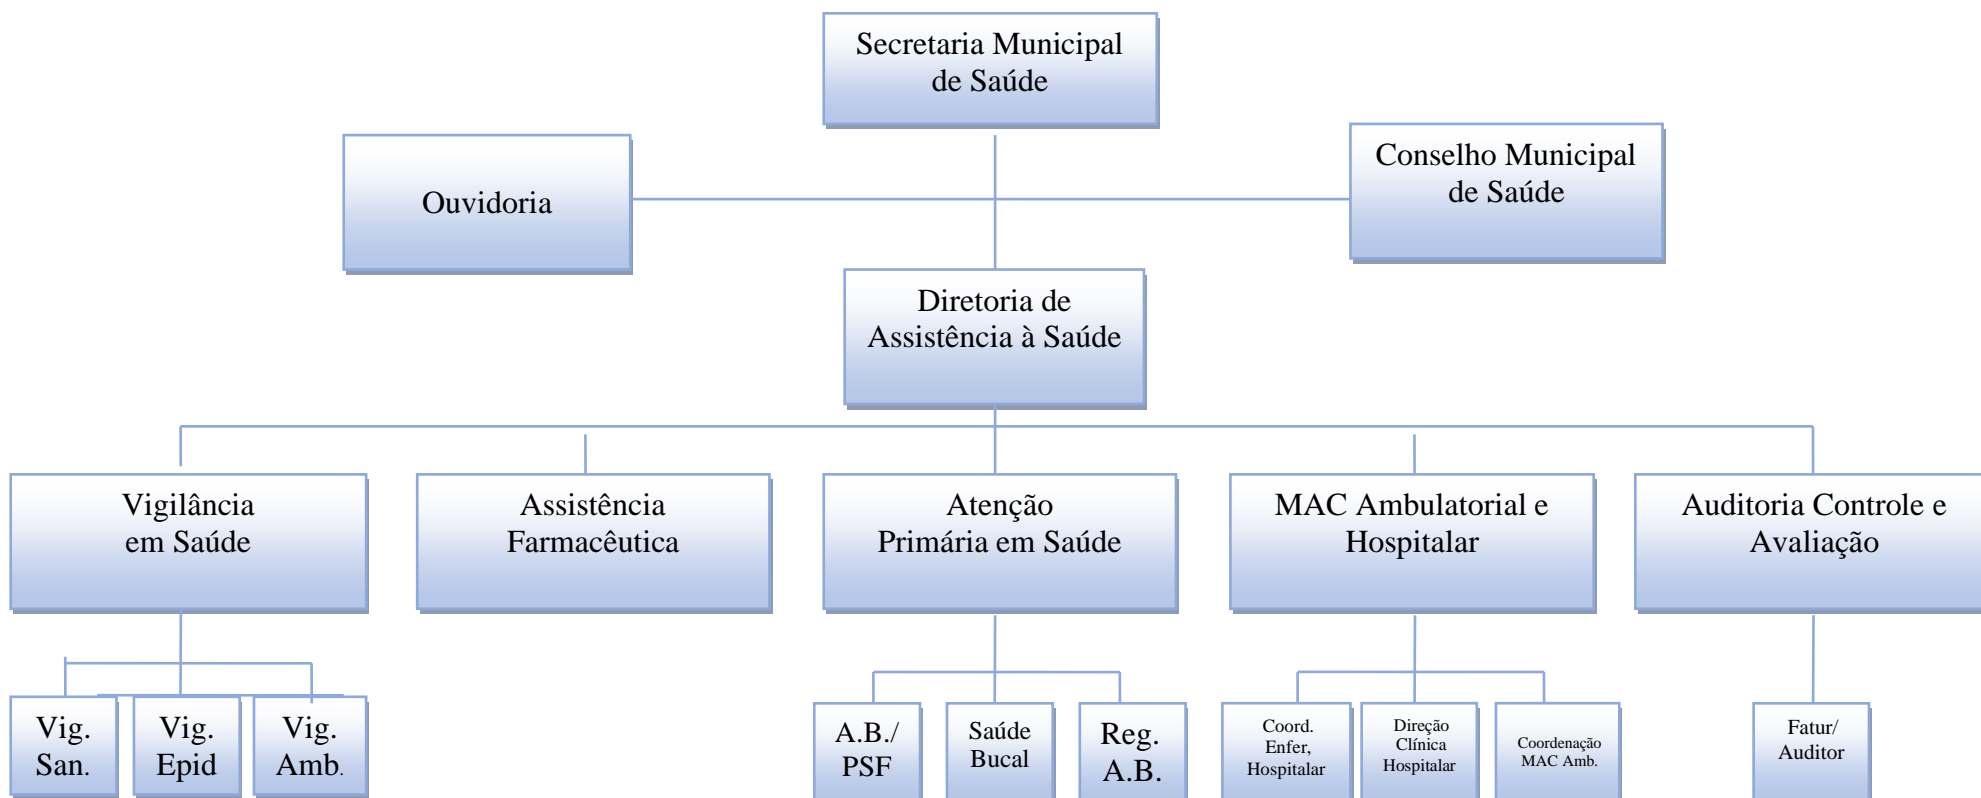 Secretaria Municipal
de Saúde
Ouvidoria
Conselho Municipal
de Saúde
Diretoria de
Assistência à Saúde
Vigilância
em Saúde
Assistência
Farmacêutica
Atenção
Primária em Saúde
MAC Ambulatorial e
Hospitalar
Auditoria Controle e
Avaliação
Vig.
San.
Vig.
Epid
Vig.
Amb.
A.B./
PSF
Saúde
Bucal
Reg.
A.B.
Coord.
Enfer,
Hospitalar
Direção
Clínica
Hospitalar
Coordenação
MAC Amb.
Fatur/
Auditor